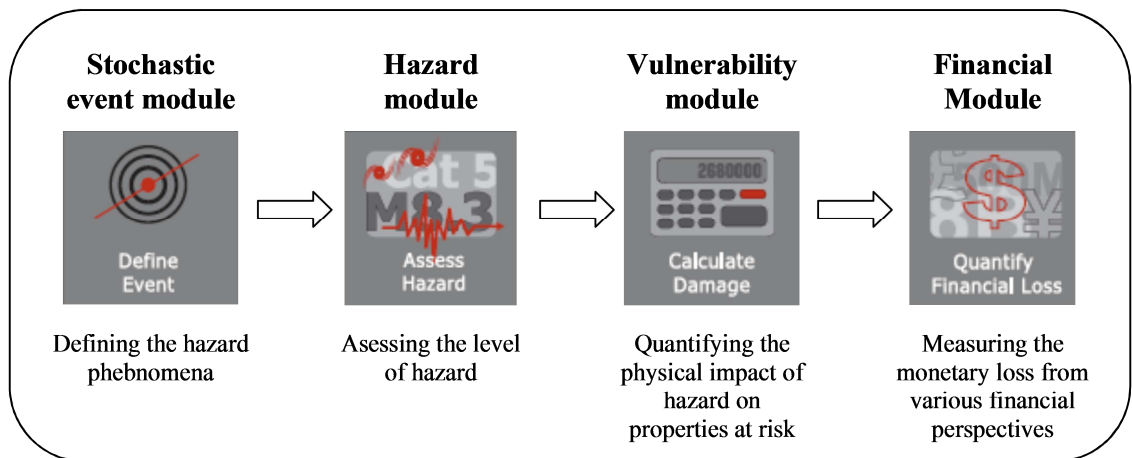 Stochastic
event module
Hazard
module
Vulnerability
module
Financial
Module
Cat 5
M8.3
2680000
$
¥
Define
Event
Assess
Hazard
Calculate
Damage
Quantify
Financial Loss
Defining the hazard
phebnomena
Asessing the level
of hazard
Quantifying the
physical impact of
hazard on
properties at risk
Measuring the
monetary loss from
various financial
perspectives